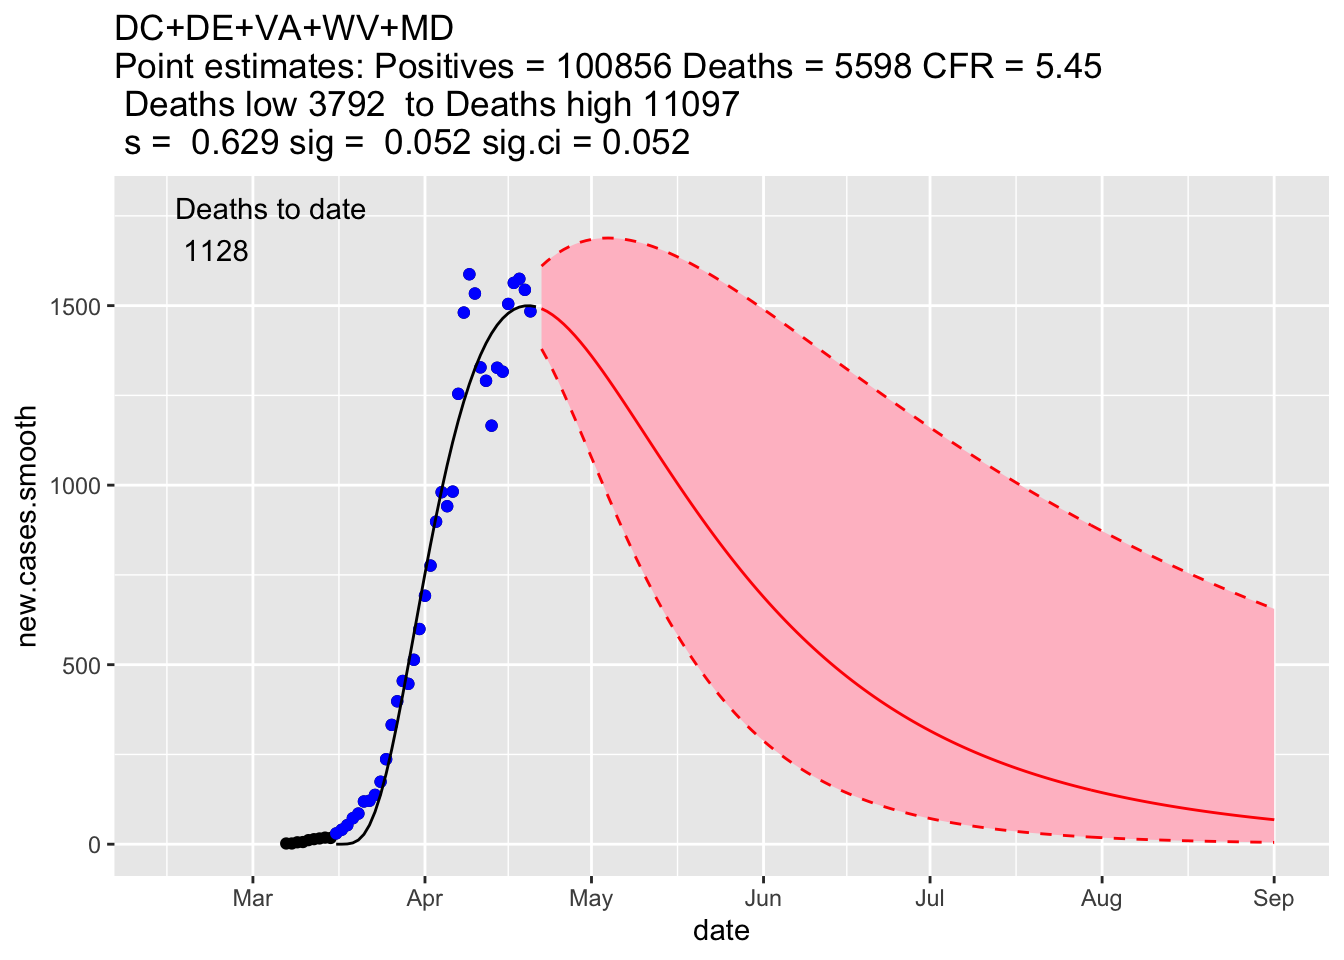 DC+DE+VA+WV+MD
Point estimates: Positives = 100856 Deaths = 5598 CFR = 5.45
Deaths low 3792  to Deaths high 11097
s =  0.629 sig =  0.052 sig.ci = 0.052
Deaths to date
1128
new.cases.smooth
1500
1000
500
0
Mar Apr May Jun Jul Aug Sep
date